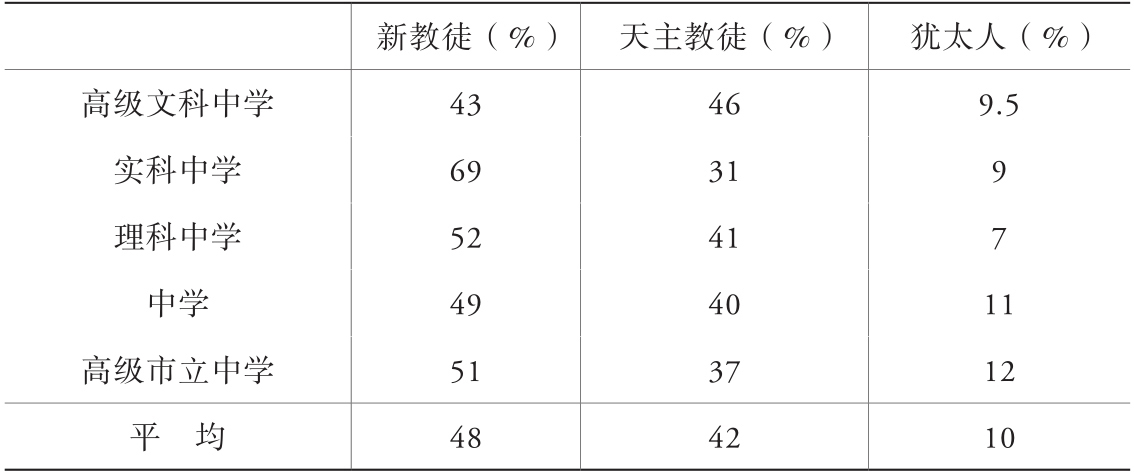 新教徒（%） 天主教徒（%） 犹太人（%）
高级文科中学 43 46 9.5
实科中学 69 31 9
理科中学 52 41 7
中学 49 40 11
高级市立中学 51 37 12
平 均 48 42 10